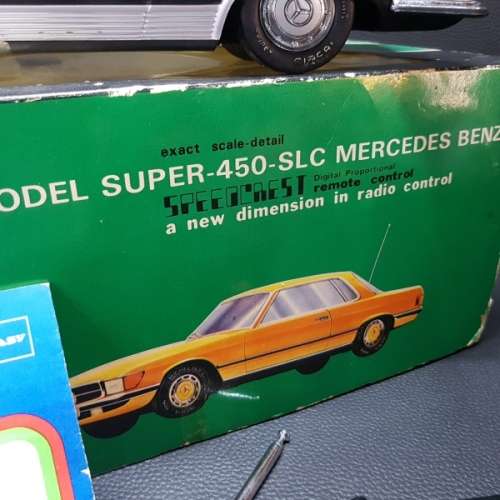 exact scale-detail
ODEL SUPER-450-SLC MERCEDES BENZ
SPEEDCREST Digital Proportional
remote control
a new dimension in radio control